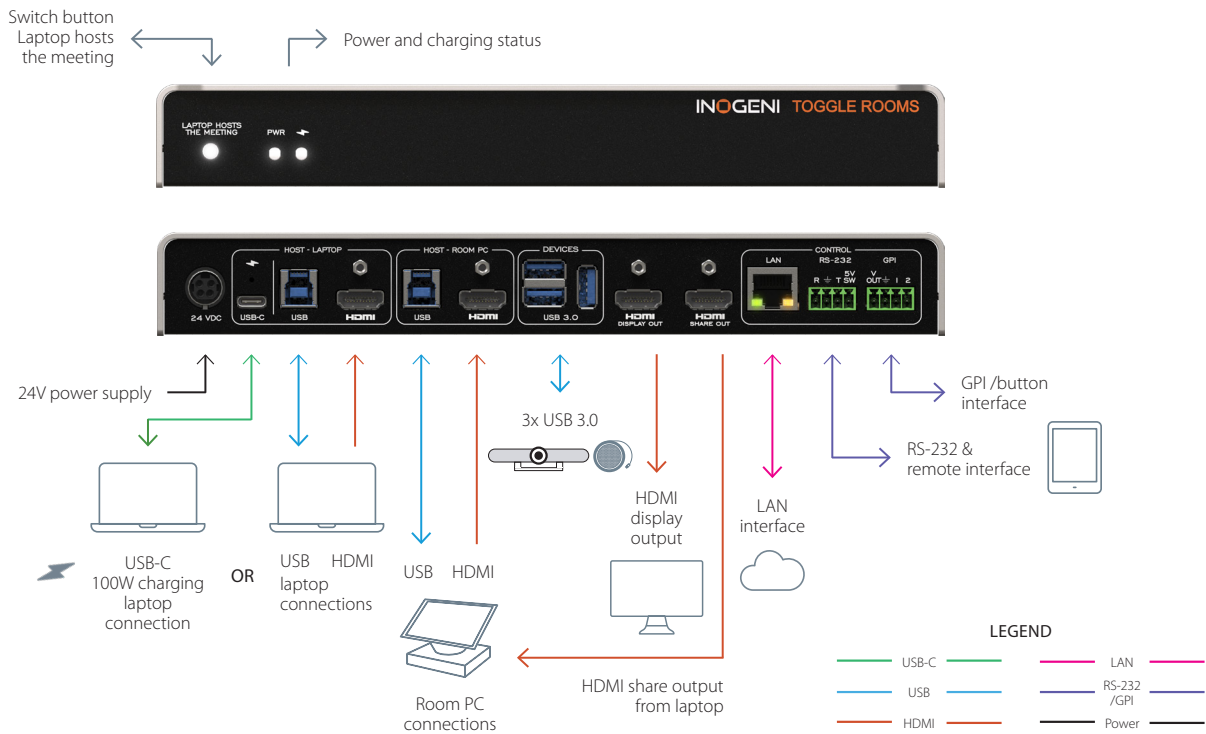 Switch button
Laptop hosts
the meeting
Power and charging status
INOGENI TOGGLE ROOMS
LAPTOP HOSTS
THE MEETING
PWR
HOST - LAPTOP
HOST - ROOM PC
DEVICES
CONTROL
LAN
RS-232
GPI
R T 5V SW
V OUT 1 2
24 VDC
USB-C
USB
HDMI
USB
HDMI
USB 3.0
HDMI
DISPLAY OUT
HDMI
SHARE OUT
24V power supply
3x USB 3.0
GPI /button
interface
RS-232 &
remote interface
HDMI
display
output
LAN
interface
USB-C
100W charging
laptop
connection
OR
USB HDMI
laptop
connections
USB HDMI
Room PC
connections
HDMI share output
from laptop
LEGEND
USB-C
LAN
USB
RS-232
/GPI
HDMI
Power